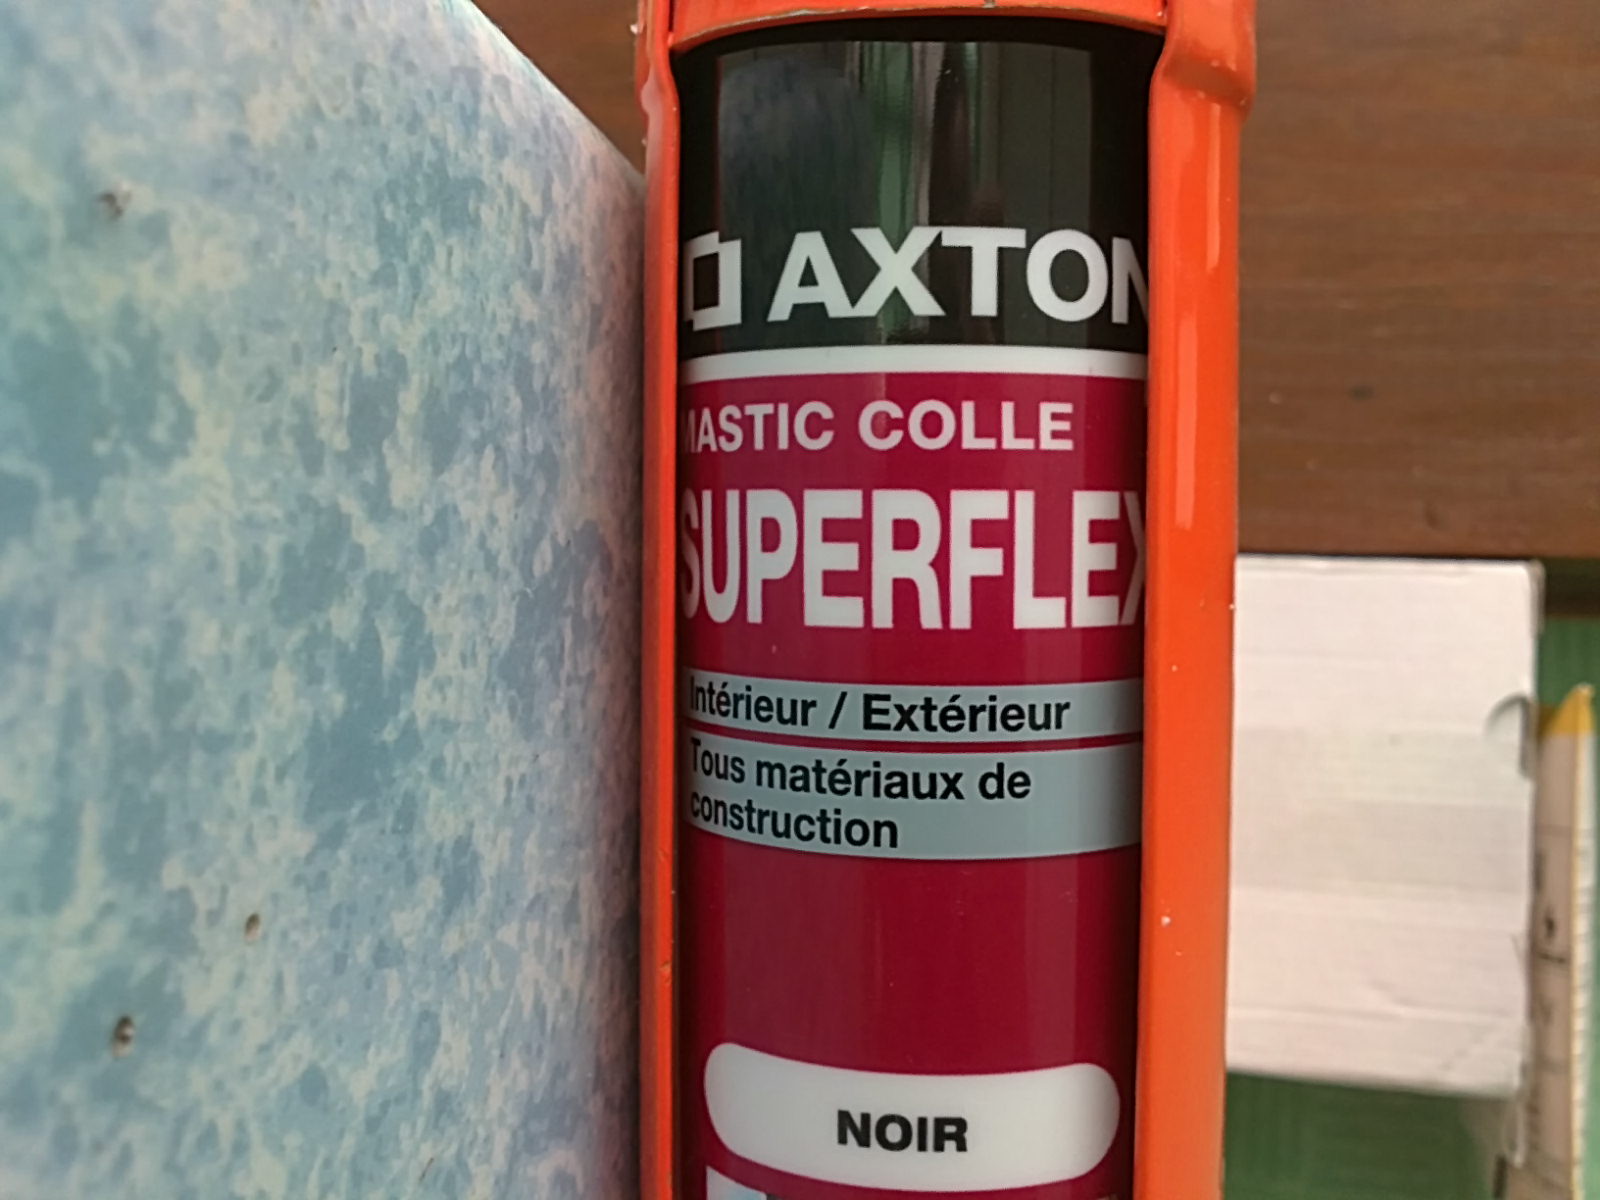 AXTON
MASTIC COLLE
SUPERFLEX
Intérieur / Extérieur
Tous matériaux de
construction
NOIR